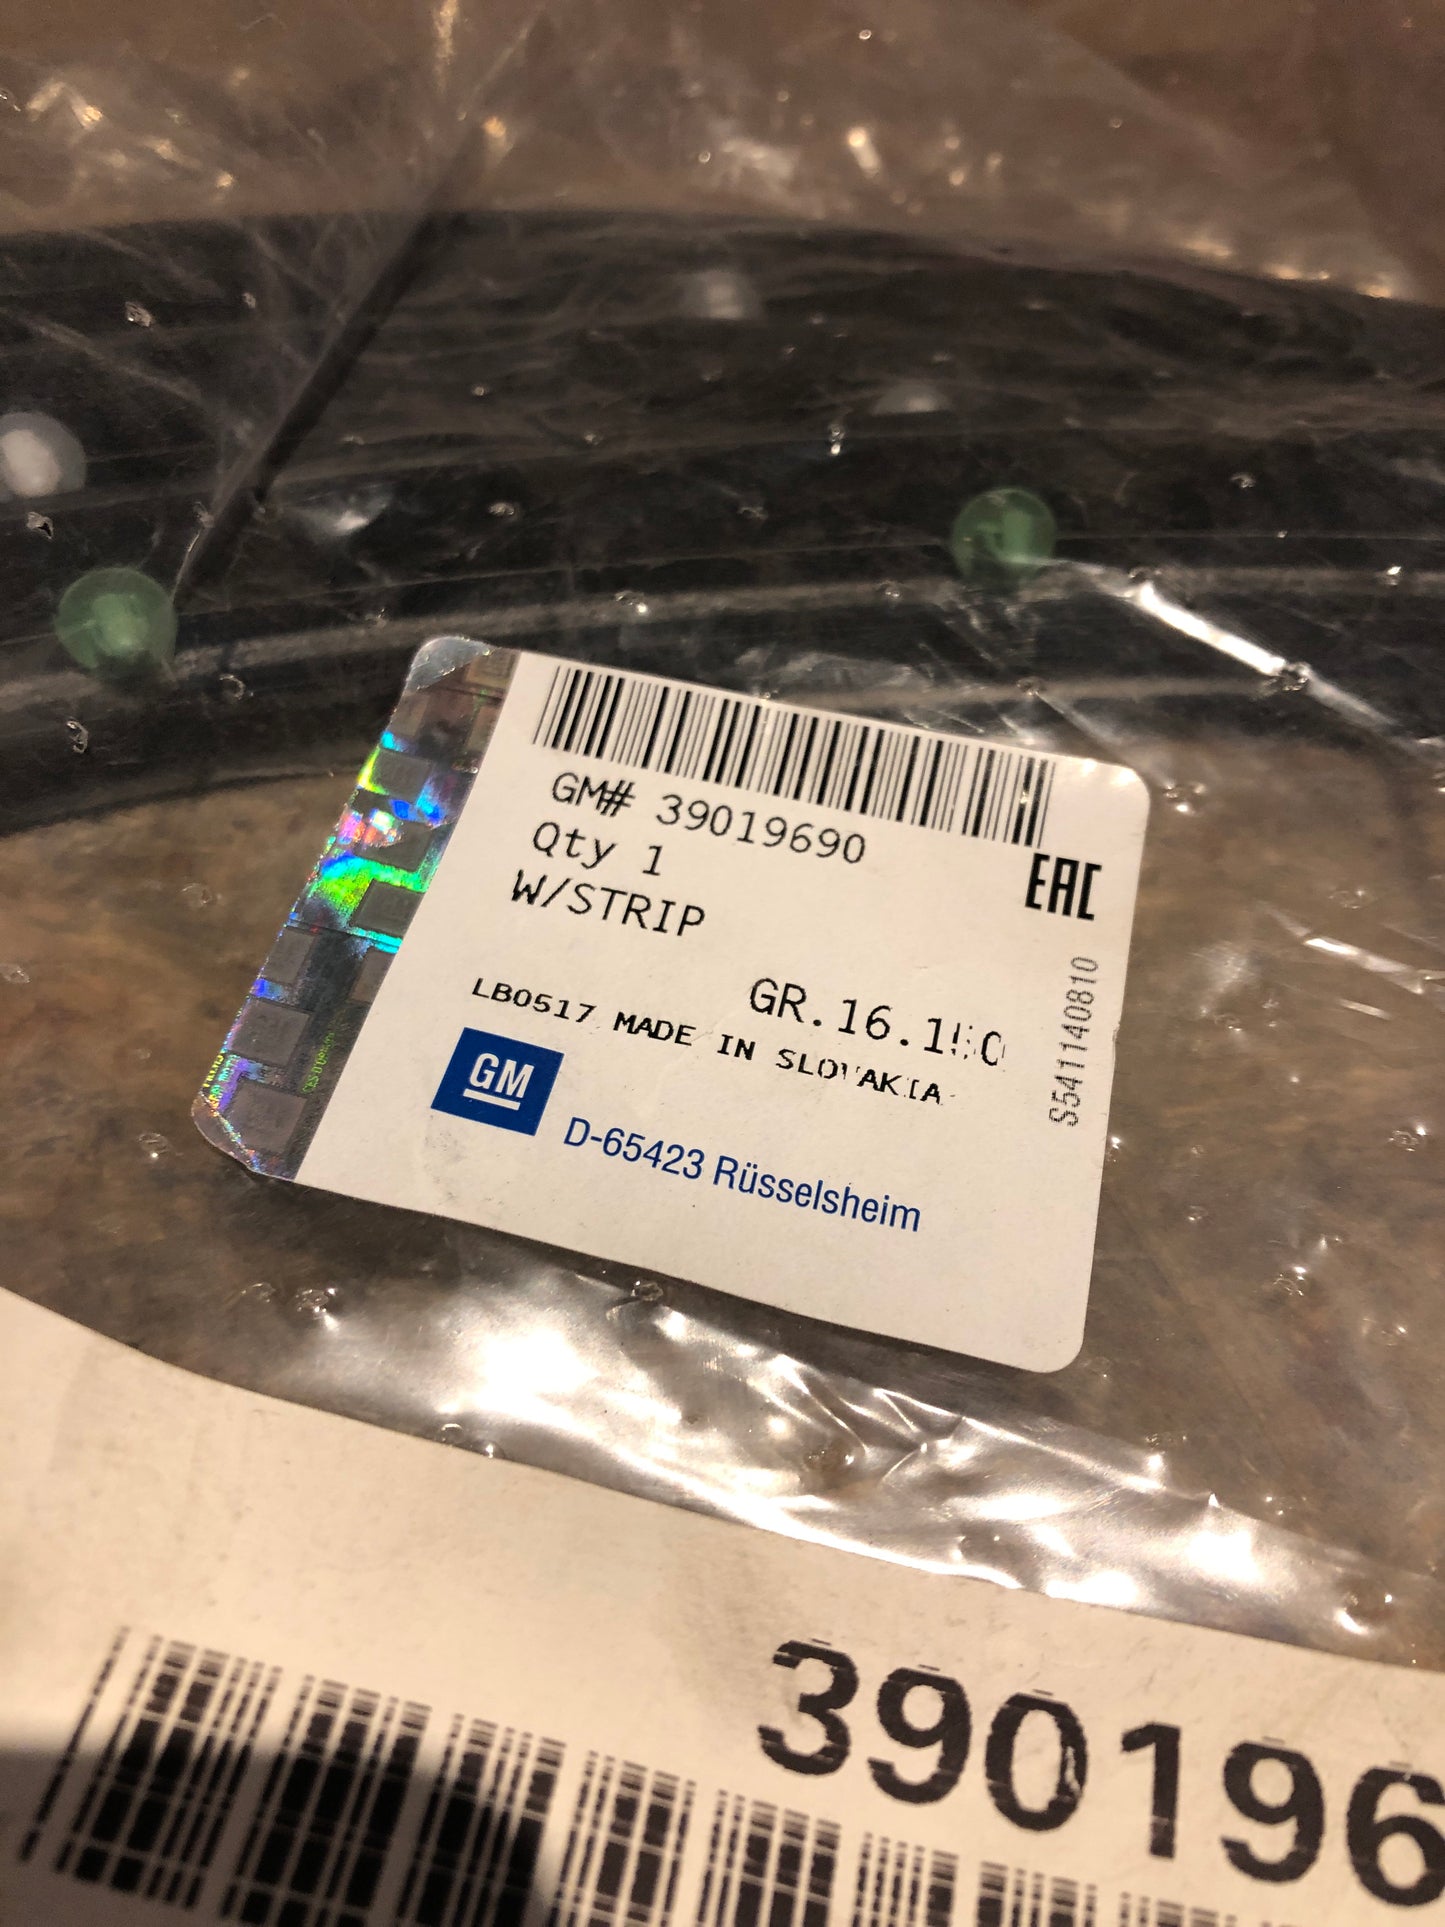 GM# 39019690
Qty 1
W/STRIP
EAC
GR.16.150
LB0517 MADE IN SLOVAKIA
S541140810
GM
D-65423 Rüsselsheim
390196